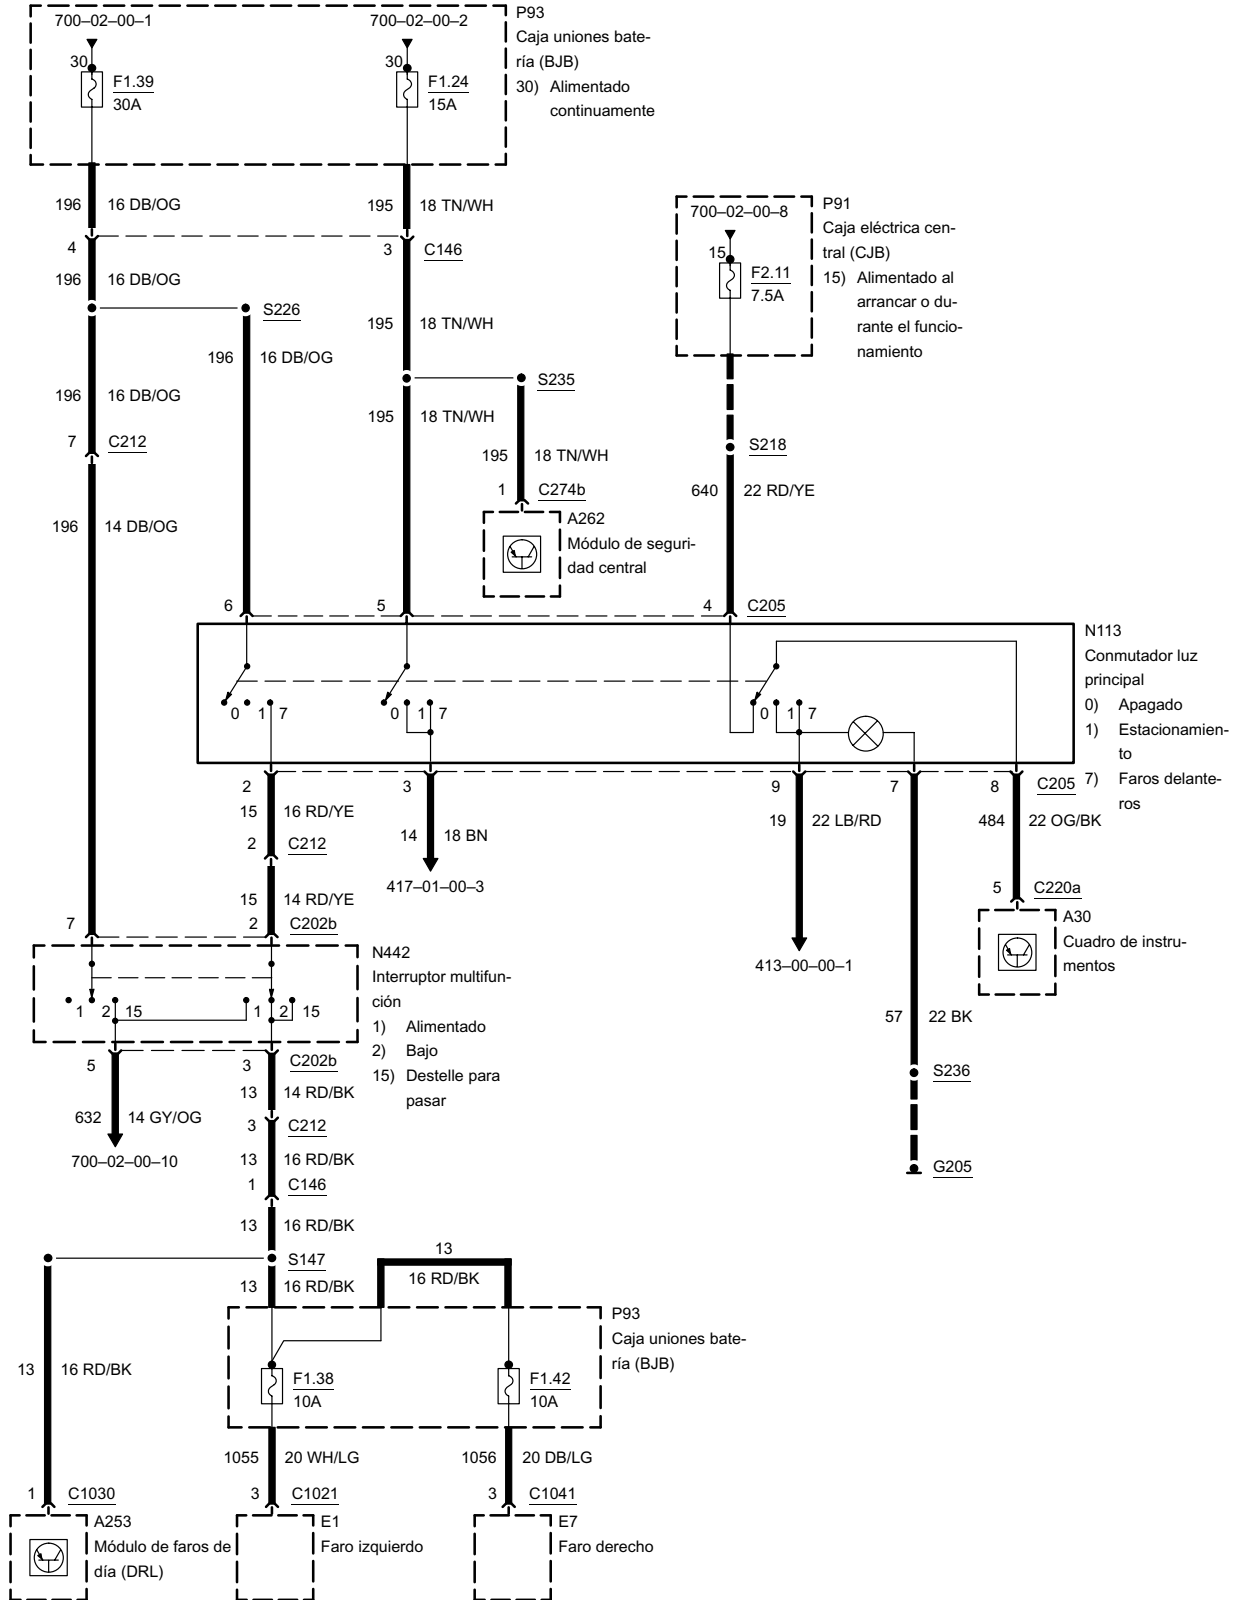 700–02–00–1
700–02–00–2
P93
Caja uniones bate-
ría (BJB)
30) Alimentado
continuamente
30
F1.39
30A
30
F1.24
15A
196
16 DB/OG
195
18 TN/WH
4
3
C146
196
16 DB/OG
S226
195
18 TN/WH
196
16 DB/OG
S235
196
16 DB/OG
195
18 TN/WH
7
C212
195
18 TN/WH
1
C274b
A262
Módulo de seguri-
dad central
196
14 DB/OG
P91
Caja eléctrica cen-
tral (CJB)
15) Alimentado al
arrancar o du-
rante el funcio-
namiento
700–02–00–8
15
F2.11
7.5A
S218
640
22 RD/YE
6
5
4
C205
N113
Conmutador luz
principal
0) Apagado
1) Estacionamien-
to
7) Faros delante-
ros
0
1
7
0
1
7
0
1
7
2
3
9
7
8
C205
15
16 RD/YE
2
C212
14
18 BN
417–01–00–3
19
22 LB/RD
413–00–00–1
484
22 OG/BK
5
C220a
A30
Cuadro de instru-
mentos
15
14 RD/YE
7
2
C202b
N442
Interruptor multifun-
ción
1) Alimentado
2) Bajo
15) Destelle para
pasar
1
2
15
1
2
15
57
22 BK
S236
G205
5
3
C202b
13
14 RD/BK
632
14 GY/OG
700–02–00–10
3
C212
13
16 RD/BK
1
C146
13
16 RD/BK
S147
13
16 RD/BK
13
16 RD/BK
P93
Caja uniones bate-
ría (BJB)
13
16 RD/BK
F1.38
10A
F1.42
10A
1055
20 WH/LG
1056
20 DB/LG
1
C1030
3
C1021
3
C1041
A253
Módulo de faros de
día (DRL)
E1
Faro izquierdo
E7
Faro derecho